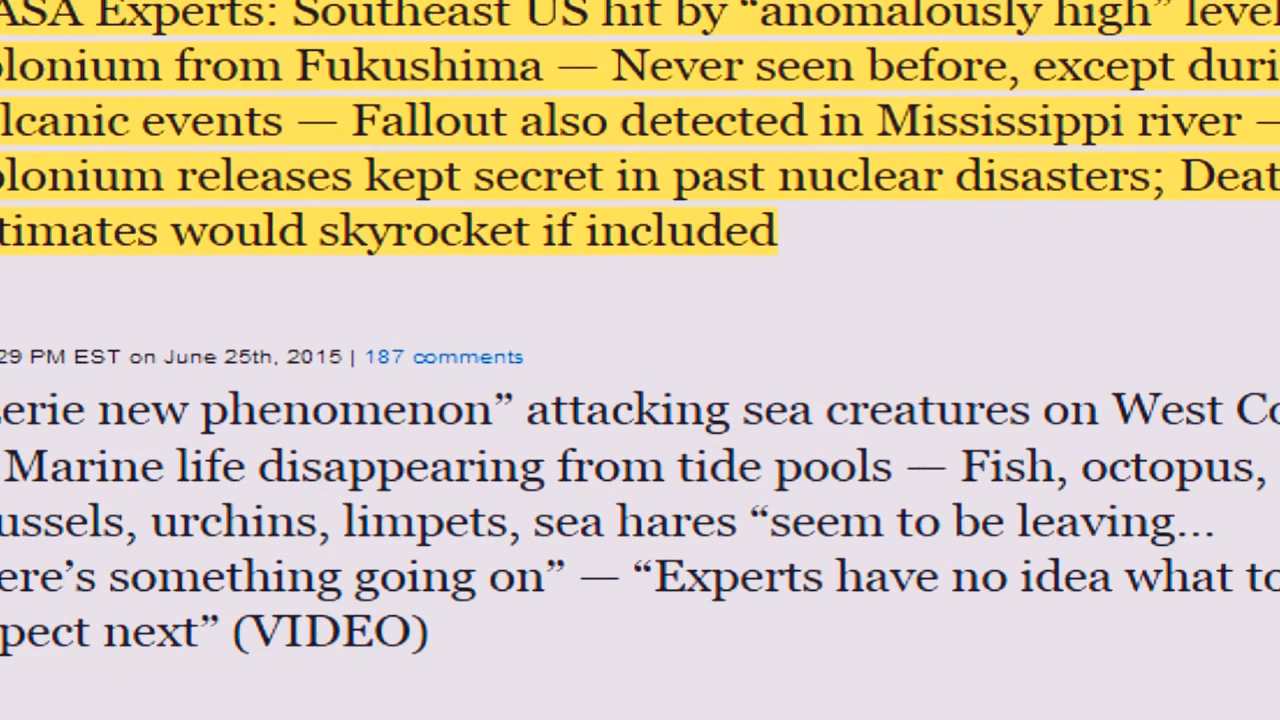 ASA Experts: Southeast US hit by “anomalously high” level
olonium from Fukushima — Never seen before, except duri
lcanic events — Fallout also detected in Mississippi river —
olonium releases kept secret in past nuclear disasters; Deat
timates would skyrocket if included
29 PM EST on June 25th, 2015 | 187 comments
erie new phenomenon” attacking sea creatures on West Co
Marine life disappearing from tide pools — Fish, octopus,
ussels, urchins, limpets, sea hares “seem to be leaving...
ere’s something going on” — “Experts have no idea what to
pect next” (VIDEO)